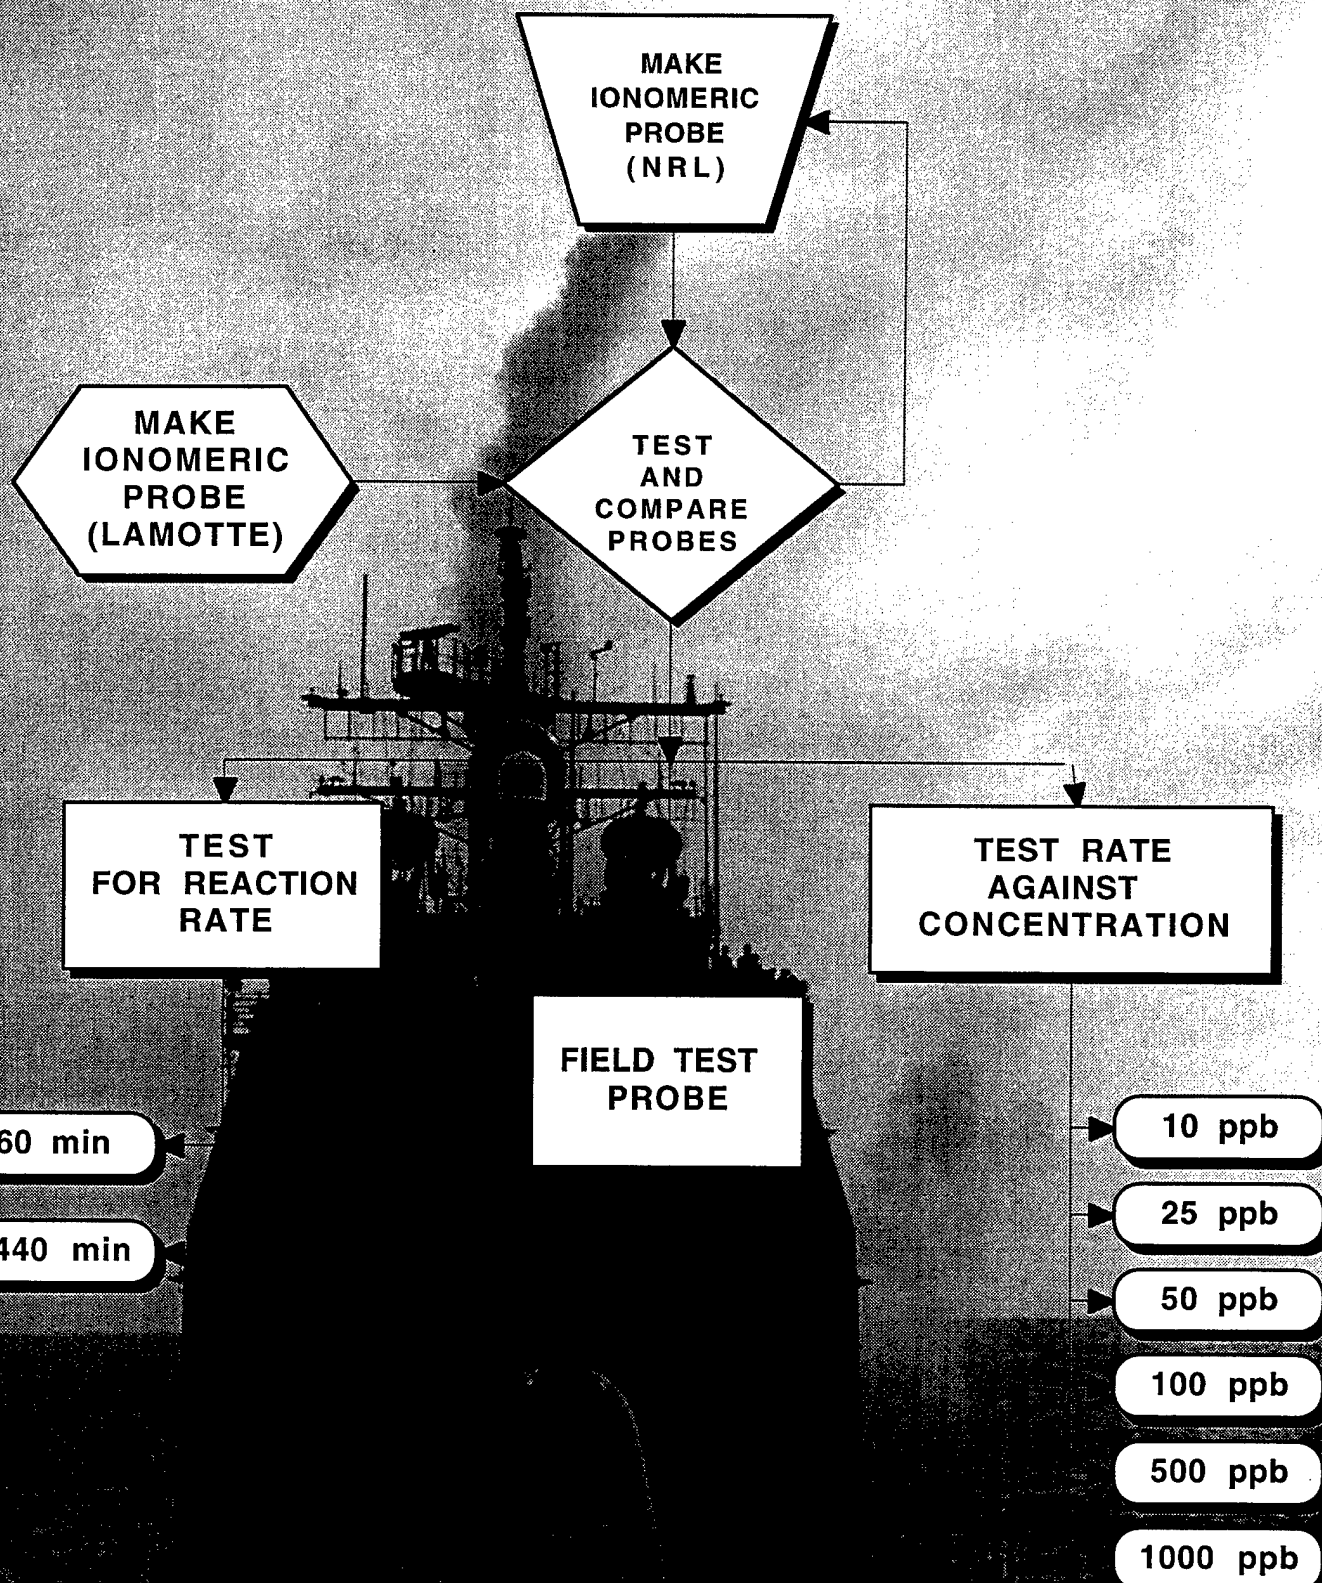 MAKE
IONOMERIC
PROBE
(NRL)
MAKE
IONOMERIC
PROBE
(LAMOTTE)
TEST
AND
COMPARE
PROBES
TEST
FOR REACTION
RATE
TEST RATE
AGAINST
CONCENTRATION
FIELD TEST
PROBE
60 min
440 min
10 ppb
25 ppb
50 ppb
100 ppb
500 ppb
1000 ppb